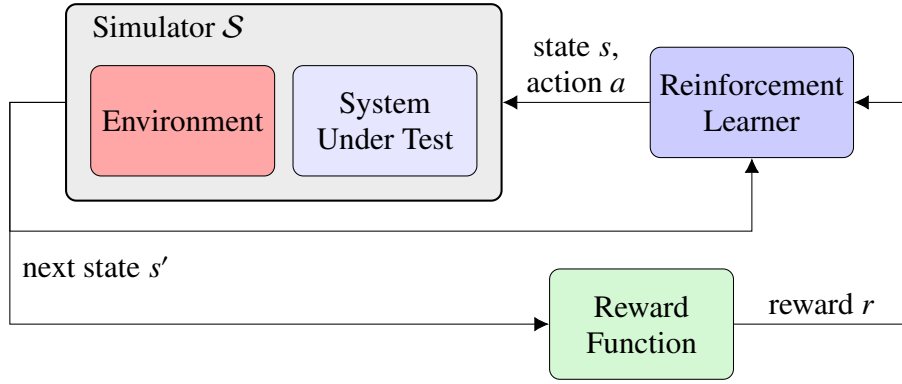 Simulator 𝒮
Environment
System
Under Test
state s,
action a
Reinforcement
Learner
next state s′
Reward
Function
reward r